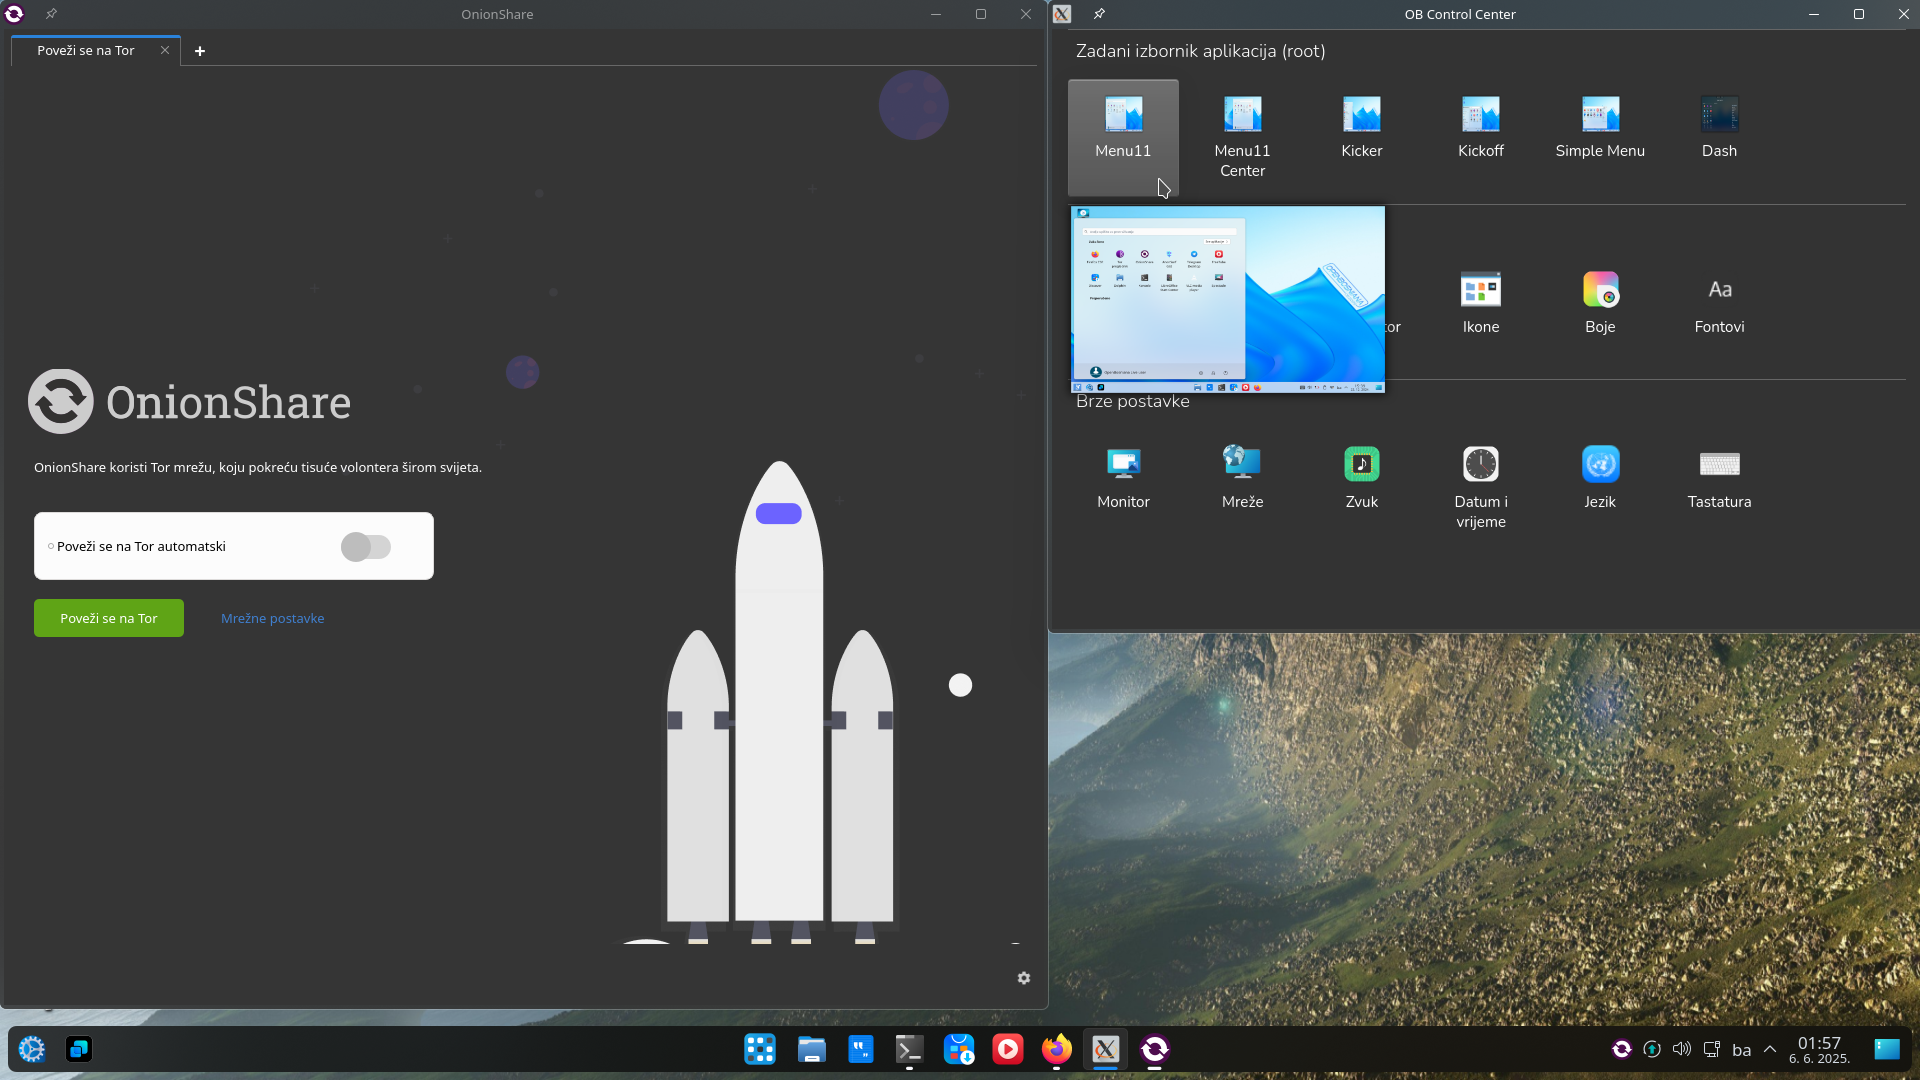 OnionShare
Poveži se na Tor
OnionShare
OnionShare koristi Tor mrežu, koju pokreću tisuće volontera širom svijeta.
Poveži se na Tor automatski
Poveži se na Tor
Mrežne postavke
OB Control Center
Zadani izbornik aplikacija (root)
Menu11
Menu11
Center
Kicker
Kickoff
Simple Menu
Dash
OPENBOSNIANA
tor
Ikone
Boje
Aa
Fontovi
Brze postavke
Monitor
Mreže
Zvuk
Datum i
vrijeme
Jezik
Tastatura
ba
01:57
6. 6. 2025.